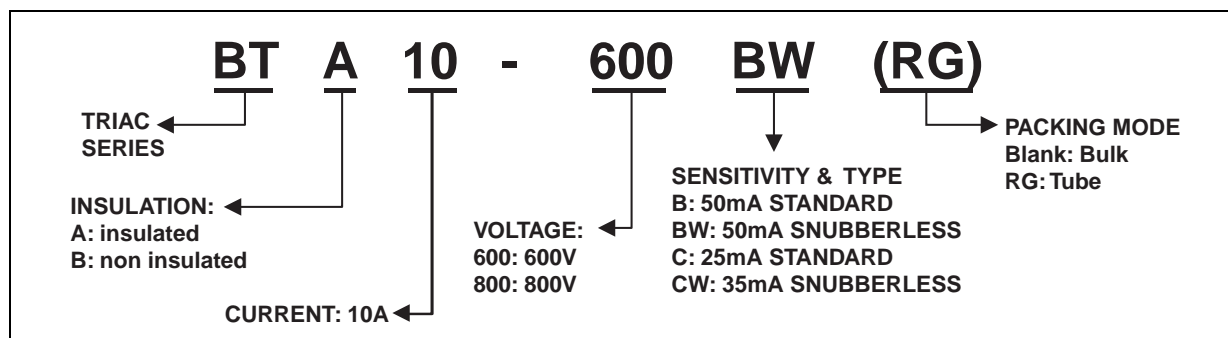 BT A 10 - 600 BW (RG)
TRIAC
SERIES
INSULATION:
A: insulated
B: non insulated
CURRENT: 10A
VOLTAGE:
600: 600V
800: 800V
SENSITIVITY & TYPE
B: 50mA STANDARD
BW: 50mA SNUBBERLESS
C: 25mA STANDARD
CW: 35mA SNUBBERLESS
PACKING MODE
Blank: Bulk
RG: Tube